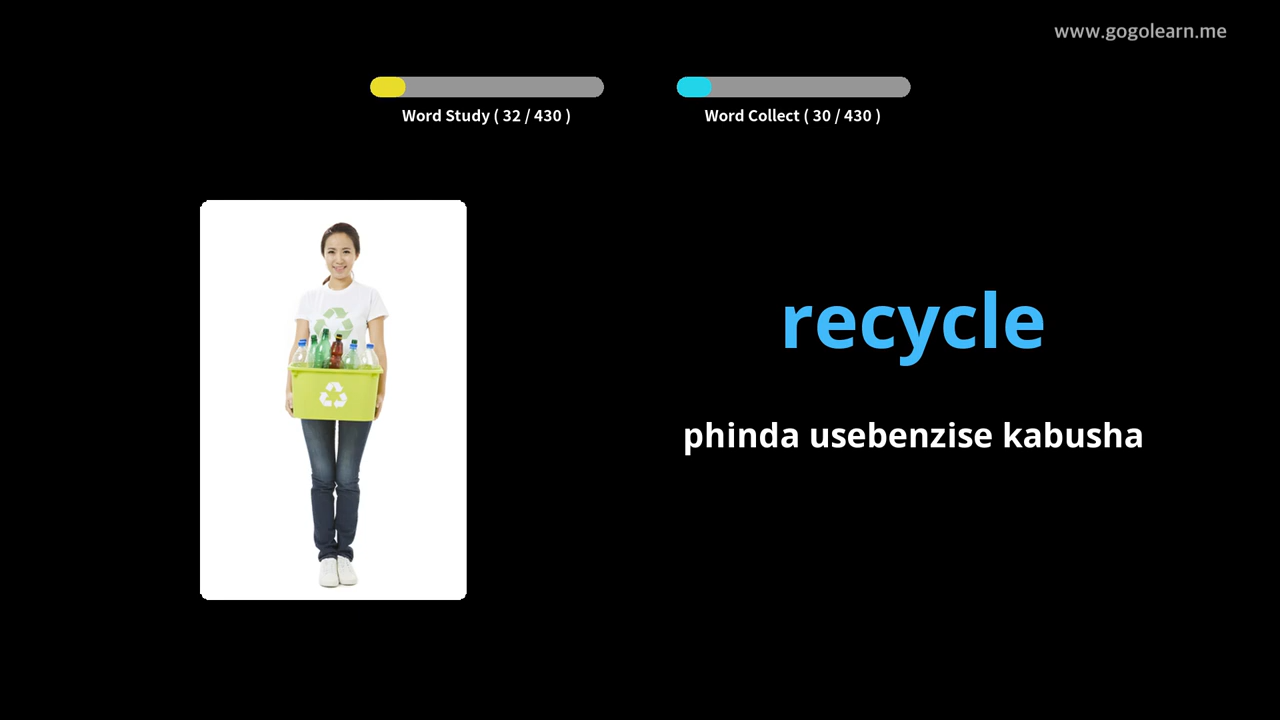 www.gogolearn.me
Word Study ( 32 / 430 )
Word Collect ( 30 / 430 )
recycle
phinda usebenzise kabusha